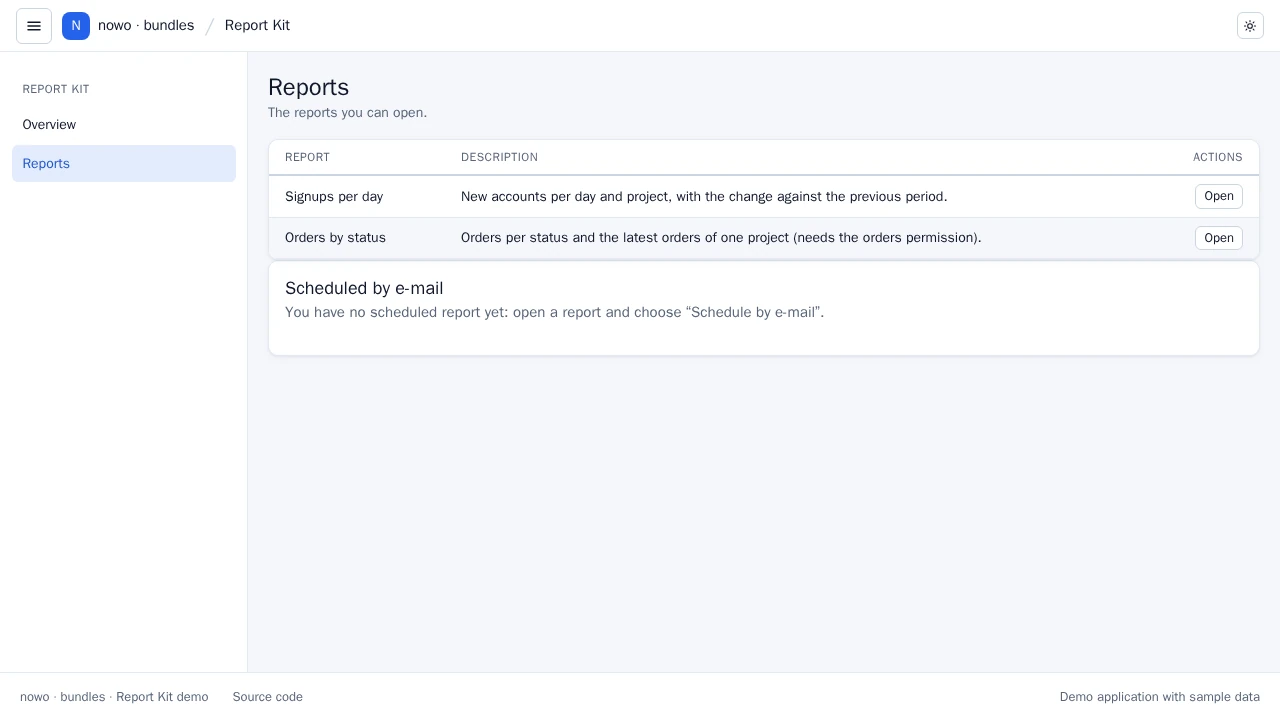 N nowo · bundles / Report Kit
REPORT KIT
Overview
Reports
Reports
The reports you can open.
REPORT DESCRIPTION ACTIONS
Signups per day New accounts per day and project, with the change against the previous period. Open
Orders by status Orders per status and the latest orders of one project (needs the orders permission). Open
Scheduled by e-mail
You have no scheduled report yet: open a report and choose “Schedule by e-mail”.
nowo · bundles · Report Kit demo Source code Demo application with sample data